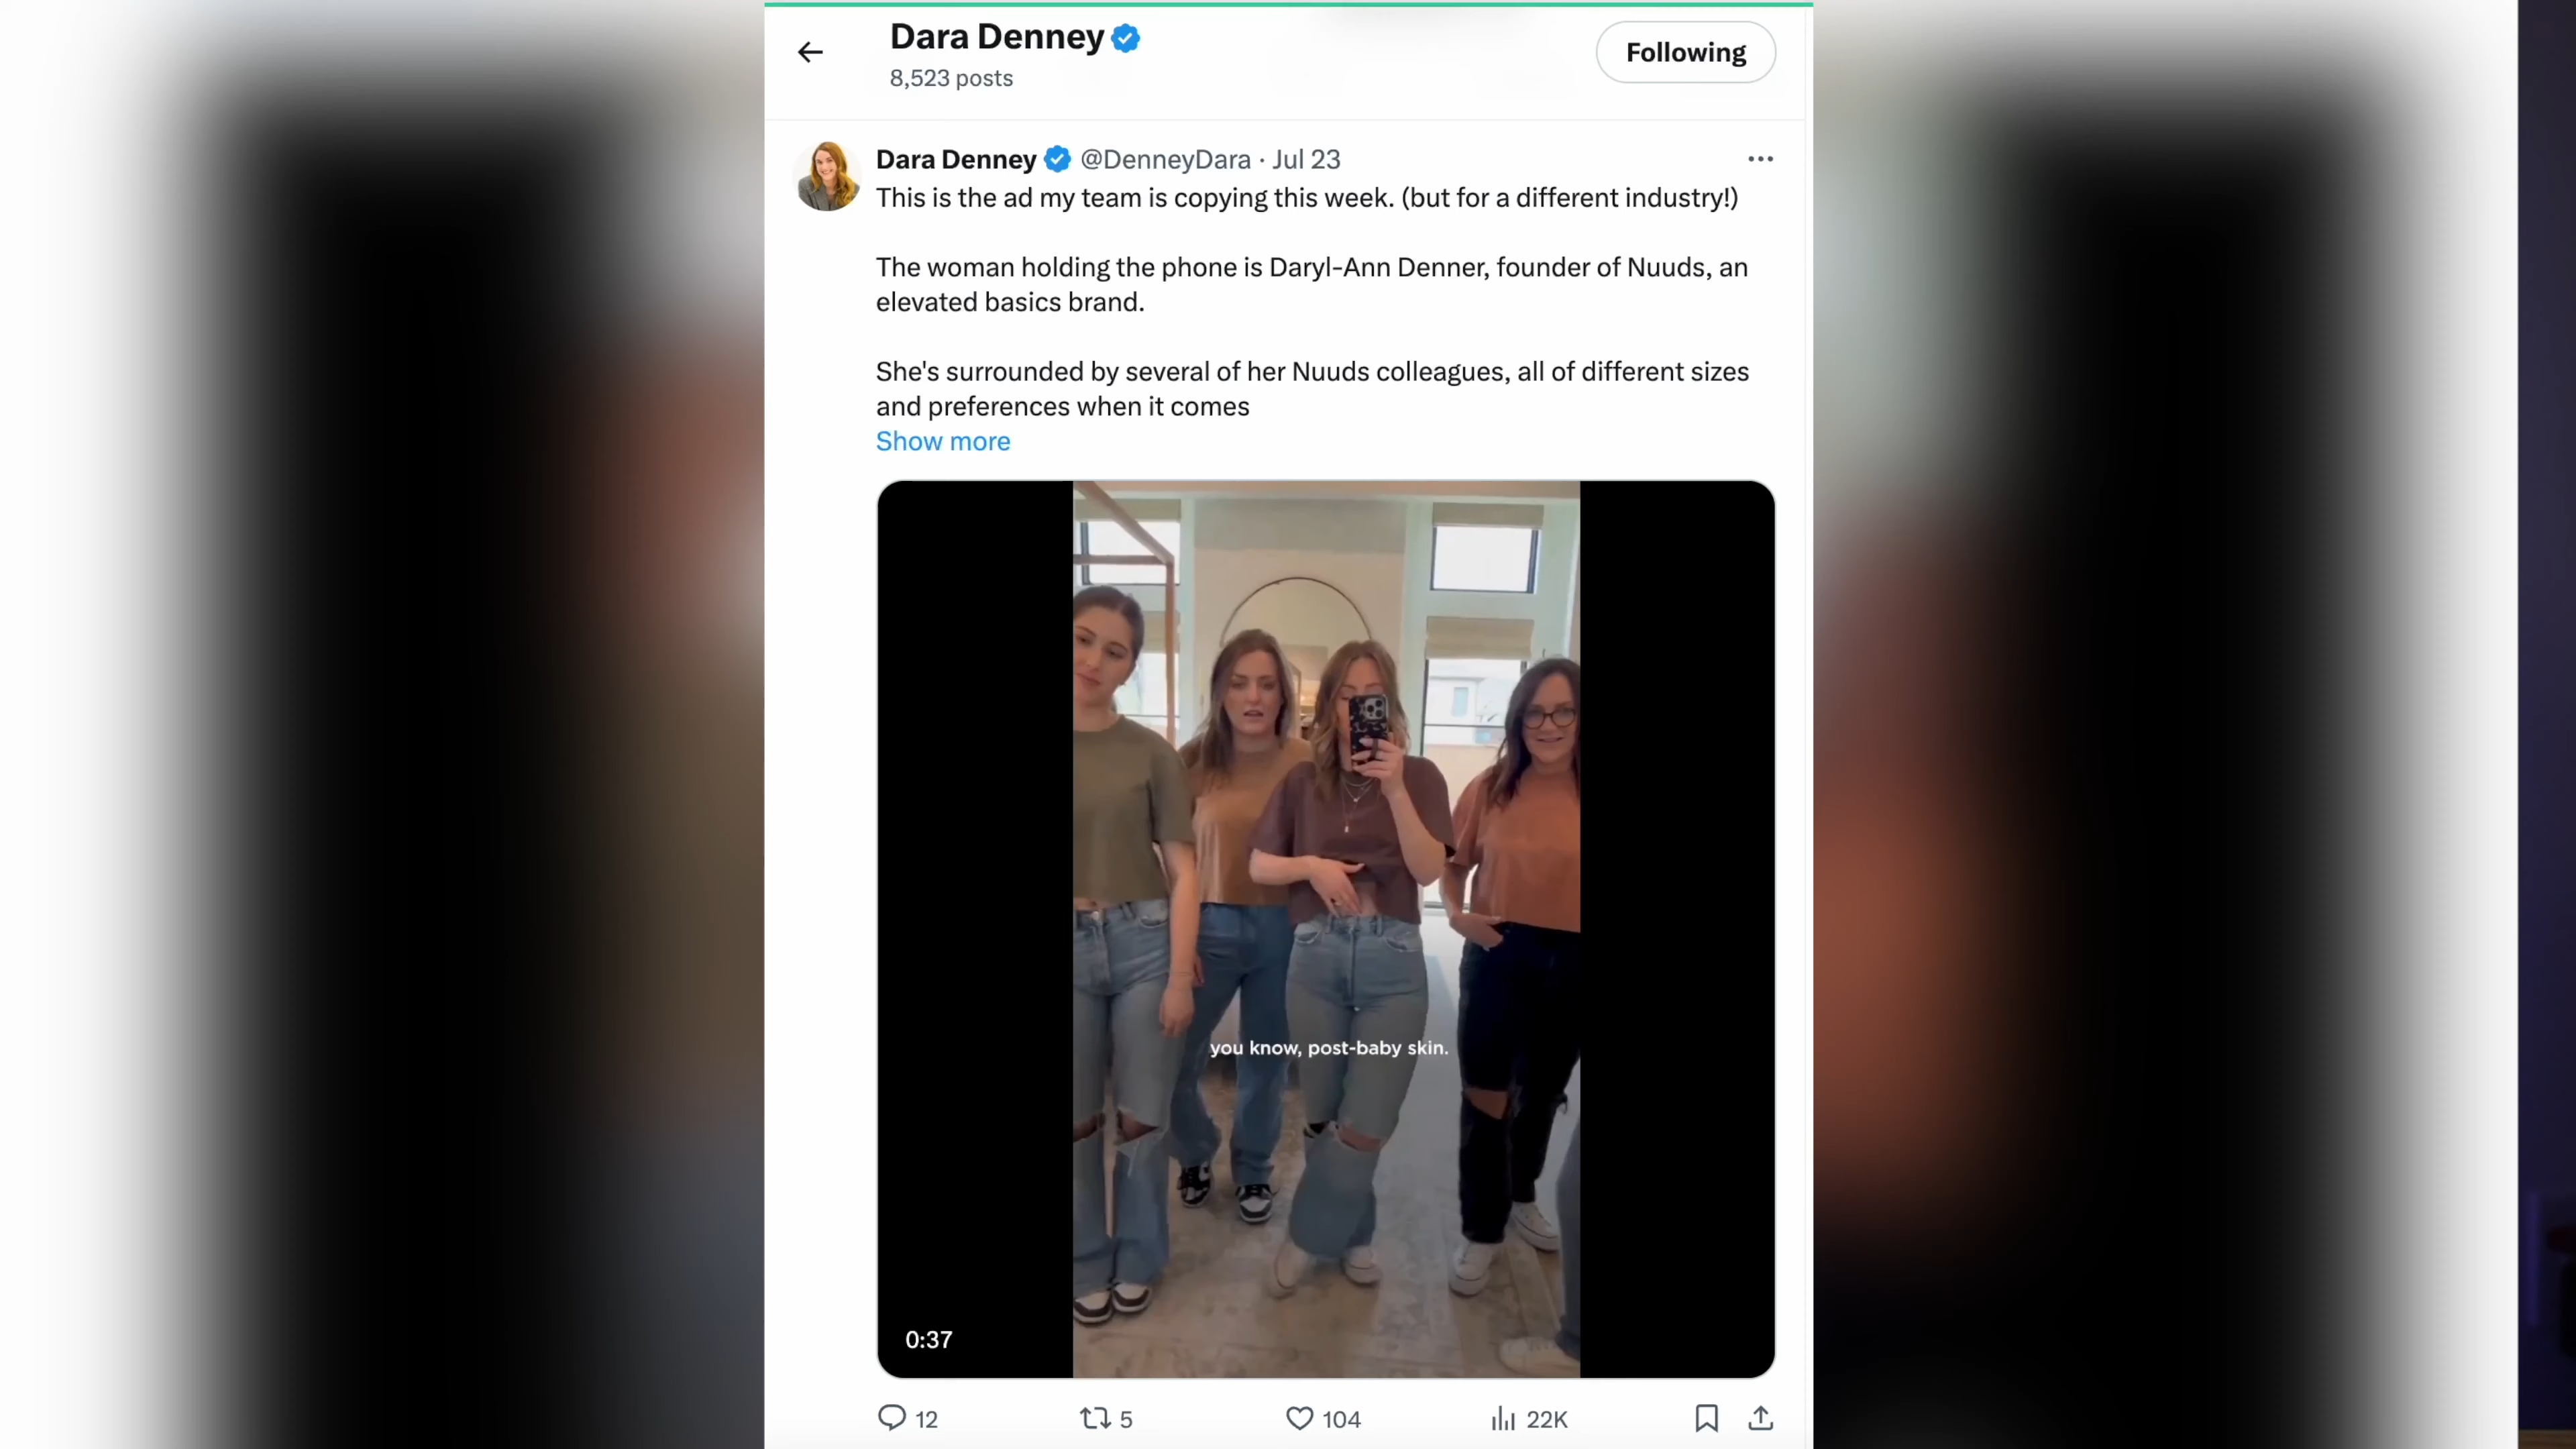 Dara Denney
8,523 posts
Following
Dara Denney @DenneyDara · Jul 23
This is the ad my team is copying this week. (but for a different industry!)
The woman holding the phone is Daryl-Ann Denner, founder of Nuuds, an
elevated basics brand.
She's surrounded by several of her Nuuds colleagues, all of different sizes
and preferences when it comes
Show more
you know, post-baby skin.
0:37
12
5
104
22K